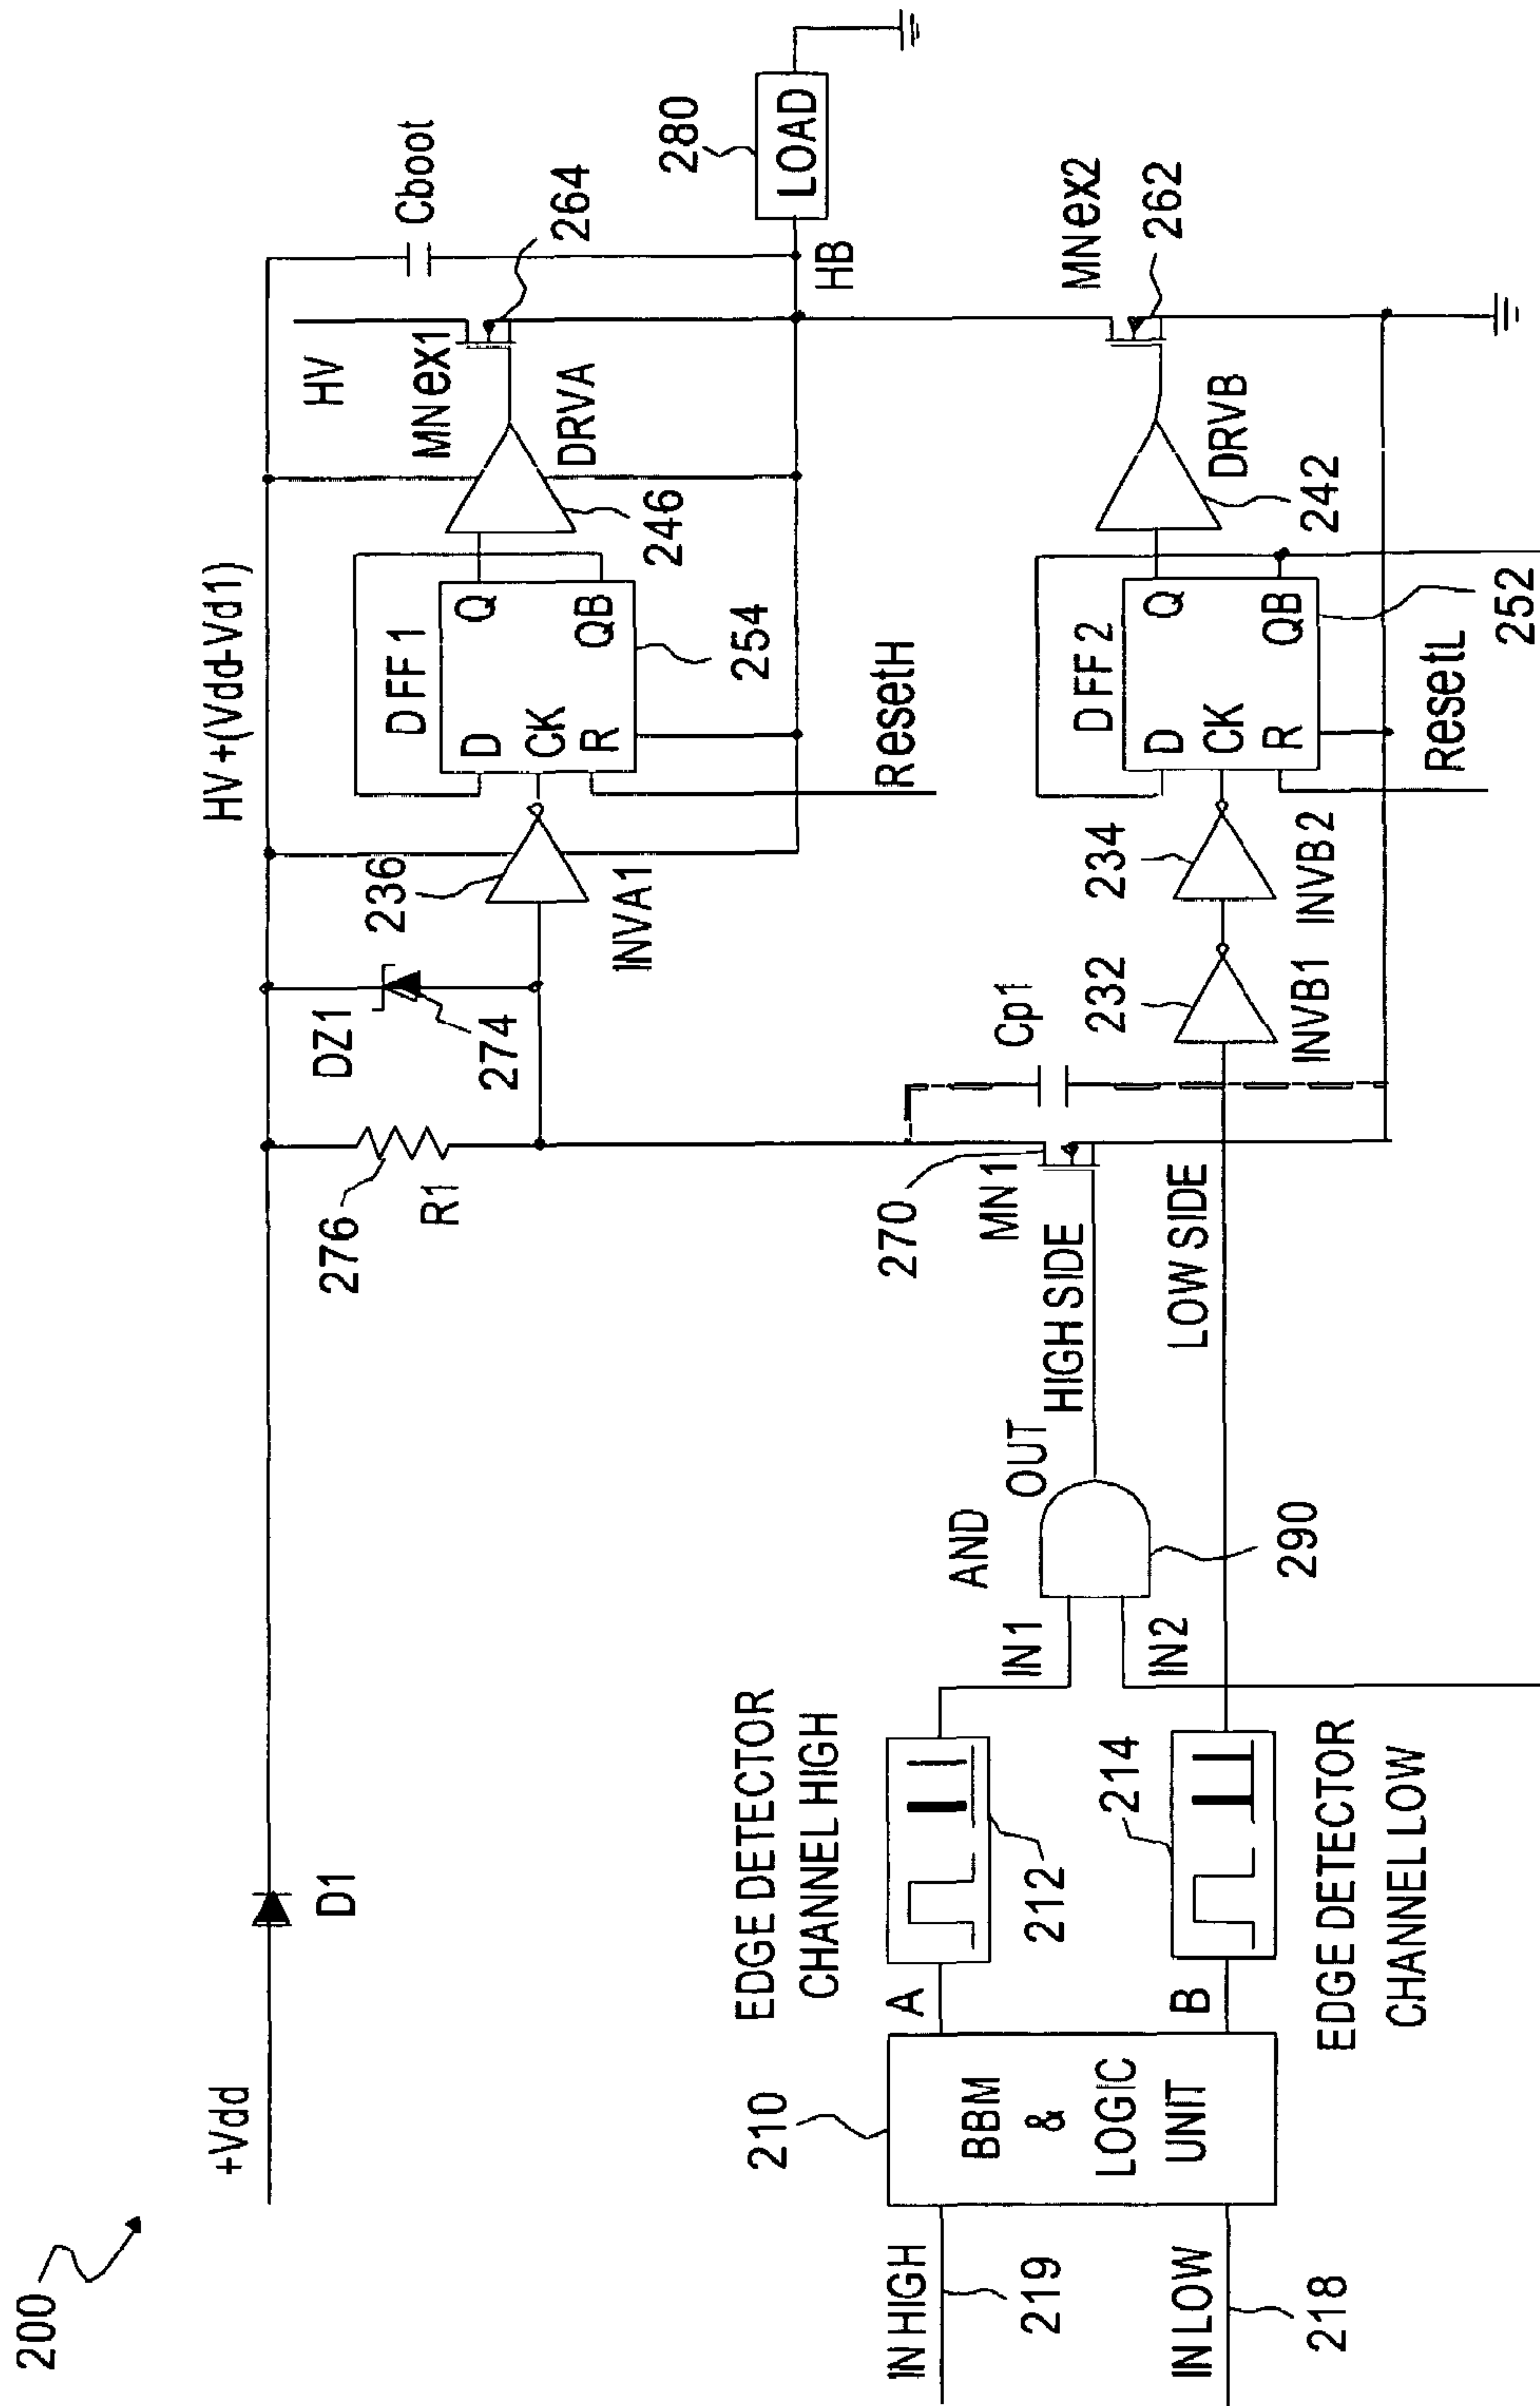 200
+Vdd
D1
HV+(Vdd-Vd1)
276
R1
DZ1
274
236
INVA1
DFF1
D
CK
R
Q
QB
254
ResetH
246
DRVA
HV
MNex1
264
Cboot
HB
280
LOAD
IN HIGH
219
IN LOW
218
210
BBM
&
LOGIC
UNIT
A
B
EDGE DETECTOR
CHANNEL HIGH
212
214
EDGE DETECTOR
CHANNEL LOW
IN1
IN2
AND
OUT
290
HIGH SIDE
LOW SIDE
270
MN1
Cp1
232
INVB1
234
INVB2
DFF2
D
CK
R
Q
QB
252
ResetL
242
DRVB
MNex2
262